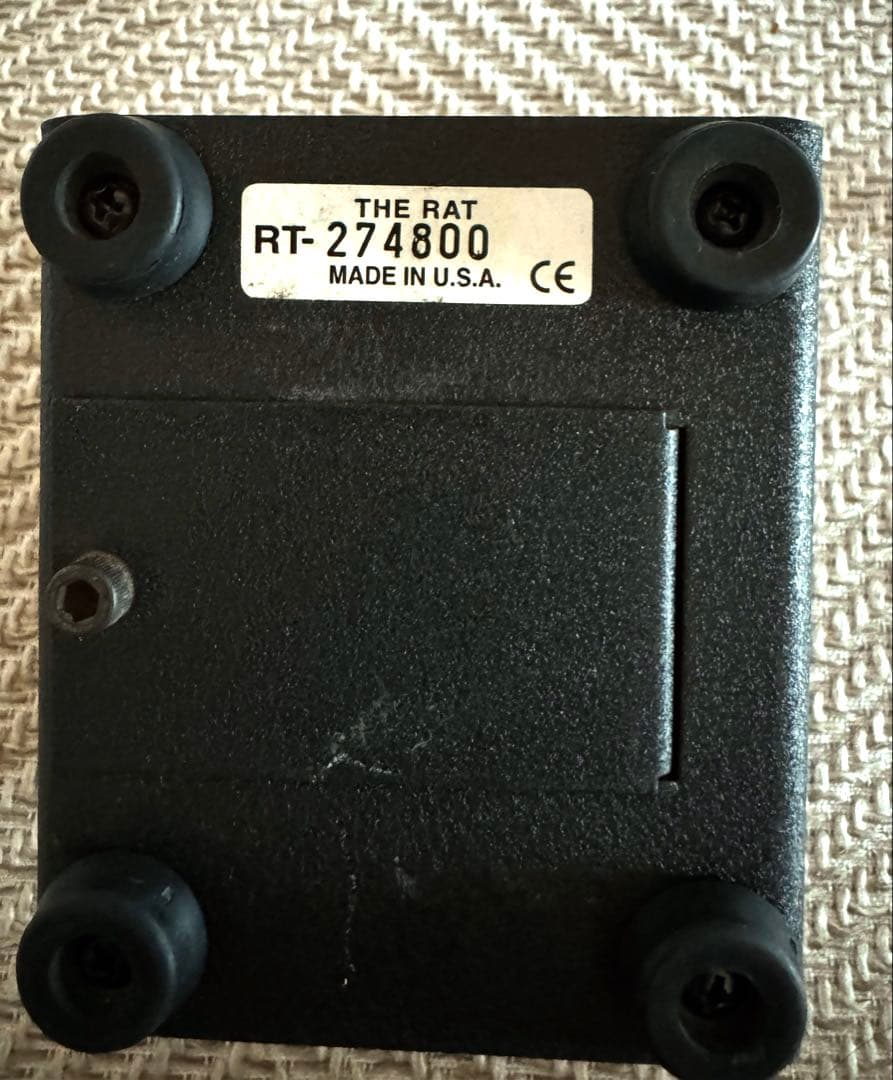 THE RAT
RT-274800
MADE IN U.S.A. CE